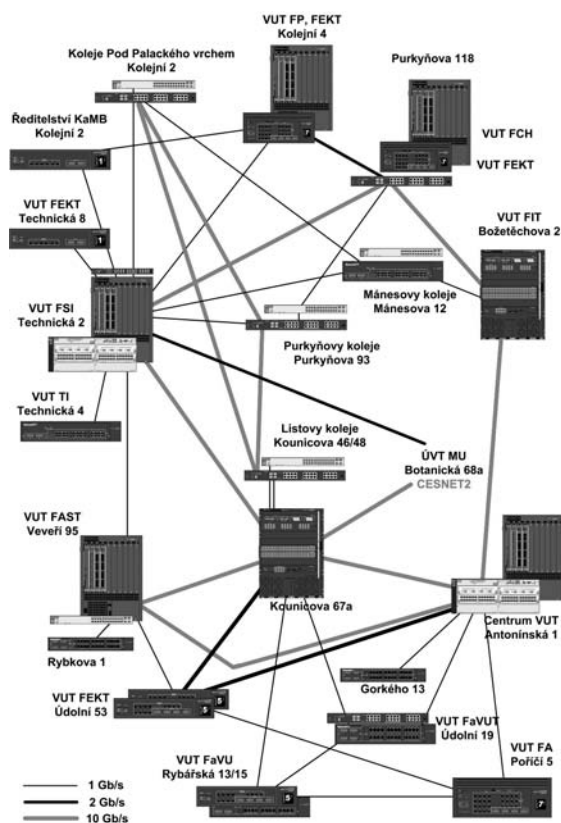 VUT FP, FEKT
Kolejní 4
Koleje Pod Palackého vrchem
Kolejní 2
Purkyňova 118
Ředitelství KaMB
Kolejní 2
VUT FCH
VUT FEKT
VUT FEKT
Technická 8
VUT FIT
Božetěchova 2
VUT FSI
Technická 2
Mánesovy koleje
Mánesova 12
Purkyňovy koleje
Purkyňova 93
VUT TI
Technická 4
Listovy koleje
Kounicova 46/48
ÚVT MU
Botanická 68a
CESNET2
VUT FAST
Veveří 95
Kounicova 67a
Centrum VUT
Antonínská 1
Rybkova 1
Gorkého 13
VUT FEKT
Údolní 53
VUT FaVUT
Údolní 19
VUT FaVU
Rybářská 13/15
VUT FA
Poříčí 5
1 Gb/s
2 Gb/s
10 Gb/s